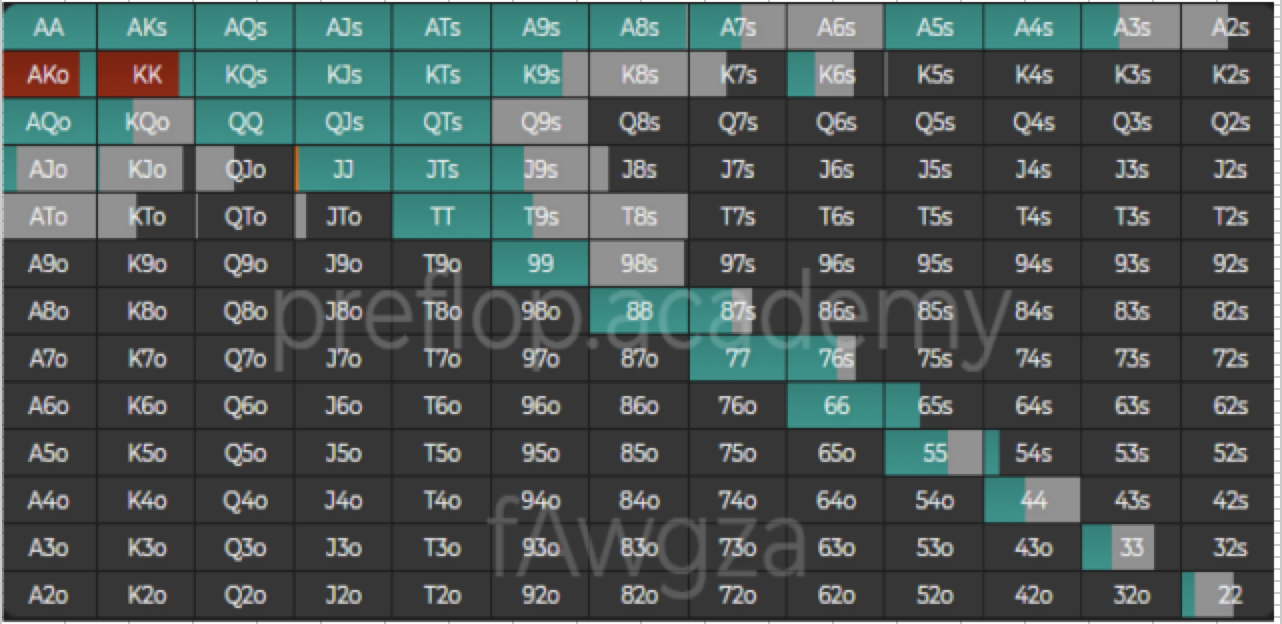 AA AKs AQs AJs ATs A9s A8s A7s A6s A5s A4s A3s A2s
AKo KK KQs KJs KTs K9s K8s K7s K6s K5s K4s K3s K2s
AQo KQo QQ QJs QTs Q9s Q8s Q7s Q6s Q5s Q4s Q3s Q2s
AJo KJo QJo JJ JTs J9s J8s J7s J6s J5s J4s J3s J2s
ATo KTo QTo JTo TT T9s T8s T7s T6s T5s T4s T3s T2s
A9o K9o Q9o J9o T9o 99 98s 97s 96s 95s 94s 93s 92s
A8o K8o Q8o J8o T8o 98o 88 87s 86s 85s 84s 83s 82s
preflop.academy
A7o K7o Q7o J7o T7o 97o 87o 77 76s 75s 74s 73s 72s
A6o K6o Q6o J6o T6o 96o 86o 76o 66 65s 64s 63s 62s
A5o K5o Q5o J5o T5o 95o 85o 75o 65o 55 54s 53s 52s
A4o K4o Q4o J4o T4o 94o 84o 74o 64o 54o 44 43s 42s
fAwgza
A3o K3o Q3o J3o T3o 93o 83o 73o 63o 53o 43o 33 32s
A2o K2o Q2o J2o T2o 92o 82o 72o 62o 52o 42o 32o 22